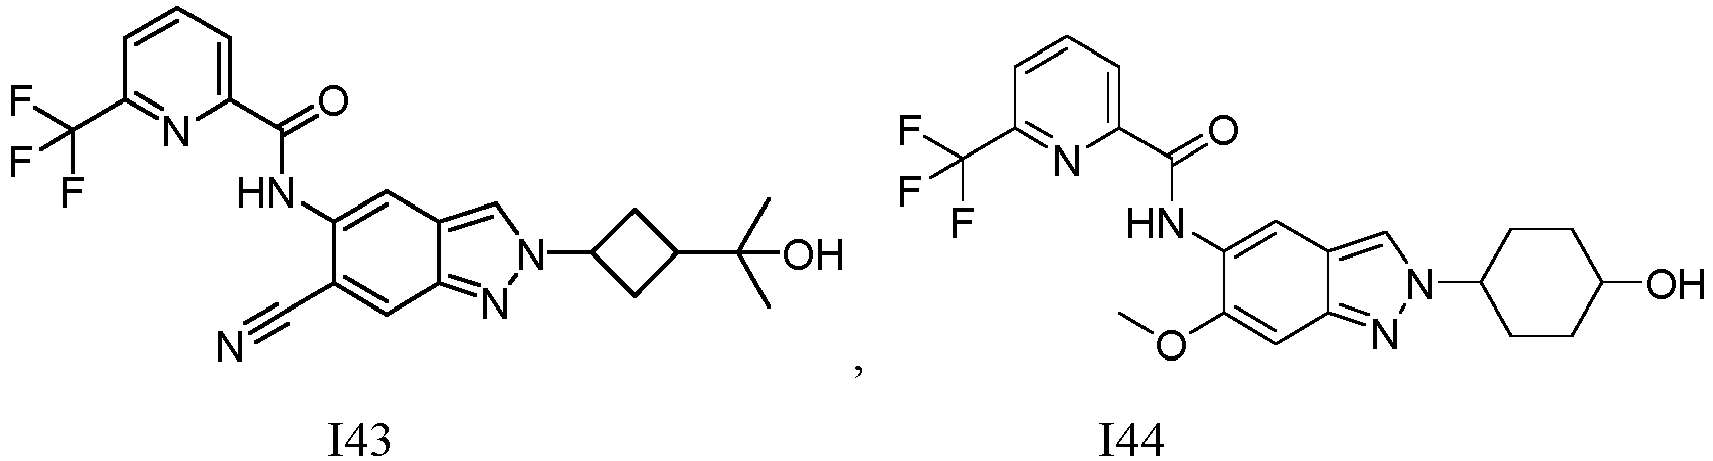 F F F N O HN N N N OH
F F F N O HN O N N OH
,
I43 I44